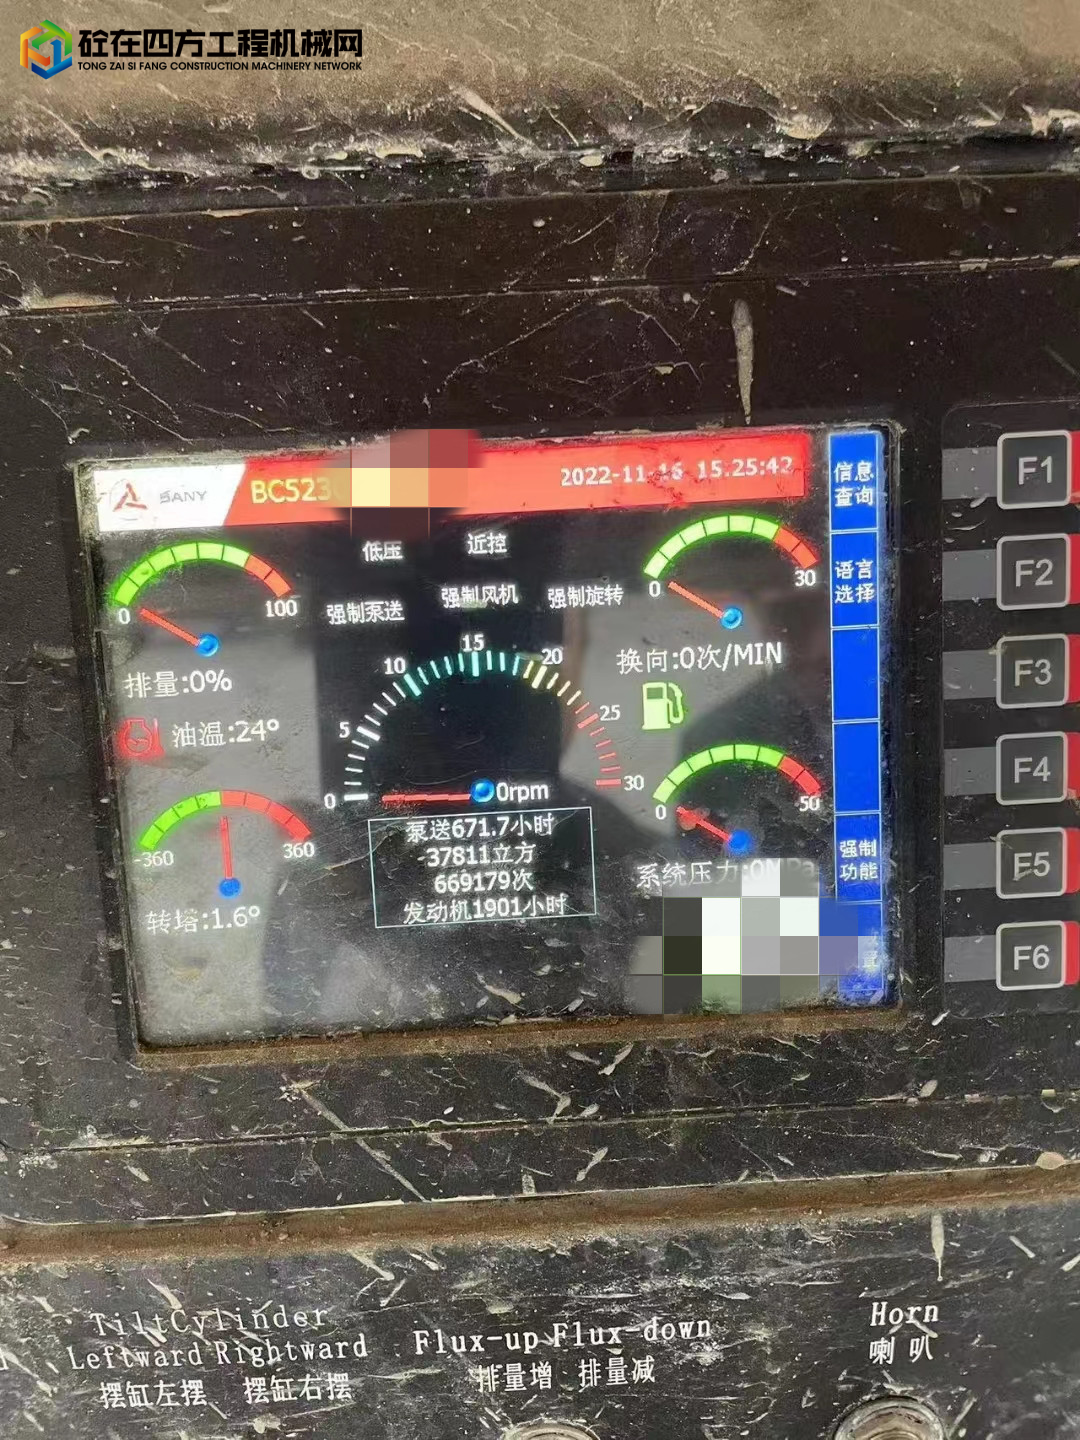 砼在四方工程机械网
TONG ZAI SI FANG CONSTRUCTION MACHINERY NETWORK
SANY
BC523
2022-11-16 15:25:42
信息
查询
F1
低压
近控
0
100
强制泵送
强制风机
强制旋转
0
30
语言
选择
F2
排量:0%
换向:0次/MIN
F3
油温:24°
0
5
10
15
20
25
30
0rpm
F4
-360
360
0
50
泵送671.7小时
-37811立方
669179次
发动机1901小时
转塔:1.6°
系统压力:0MPa
强制
功能
F5
F6
TiltCylinder
Leftward Rightward
摆缸左摆 摆缸右摆
Flux-up Flux-down
排量增 排量减
Horn
喇叭